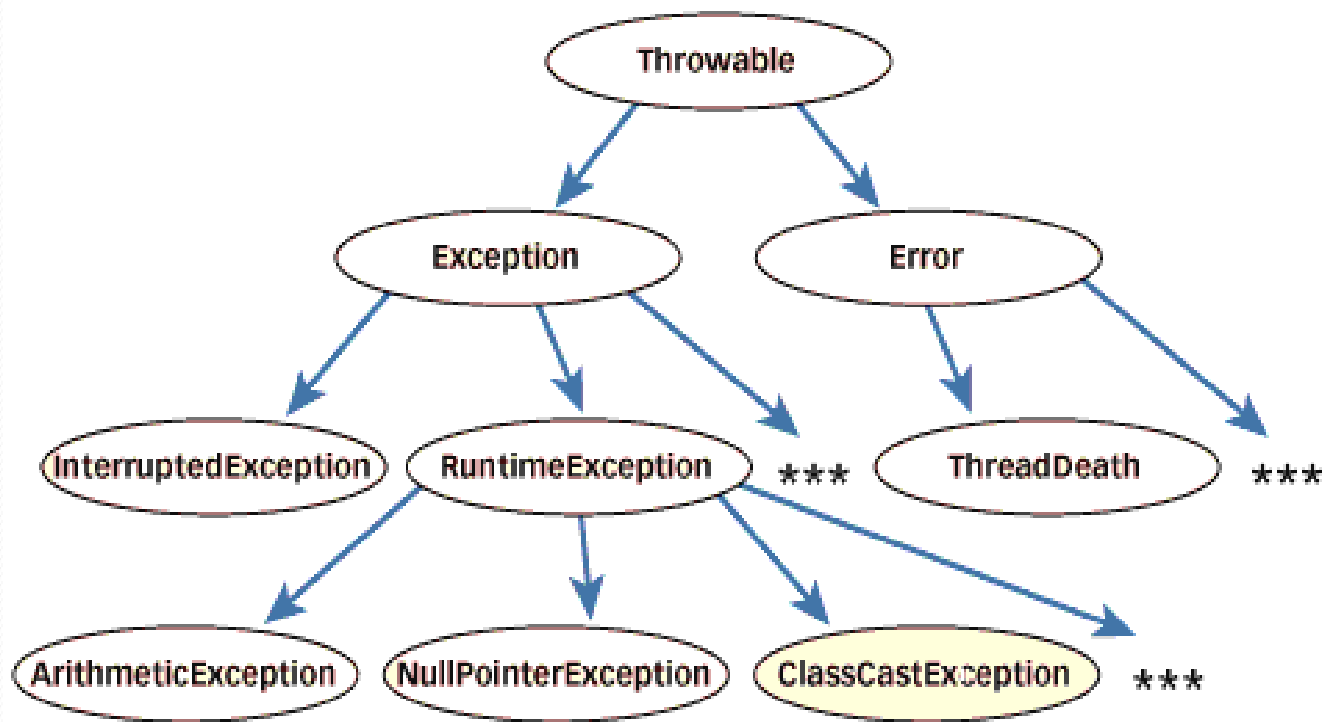 Throwable
Exception
Error
InterruptedException
RuntimeException
***
ThreadDeath
***
ArithmeticException
NullPointerException
ClassCastException
***